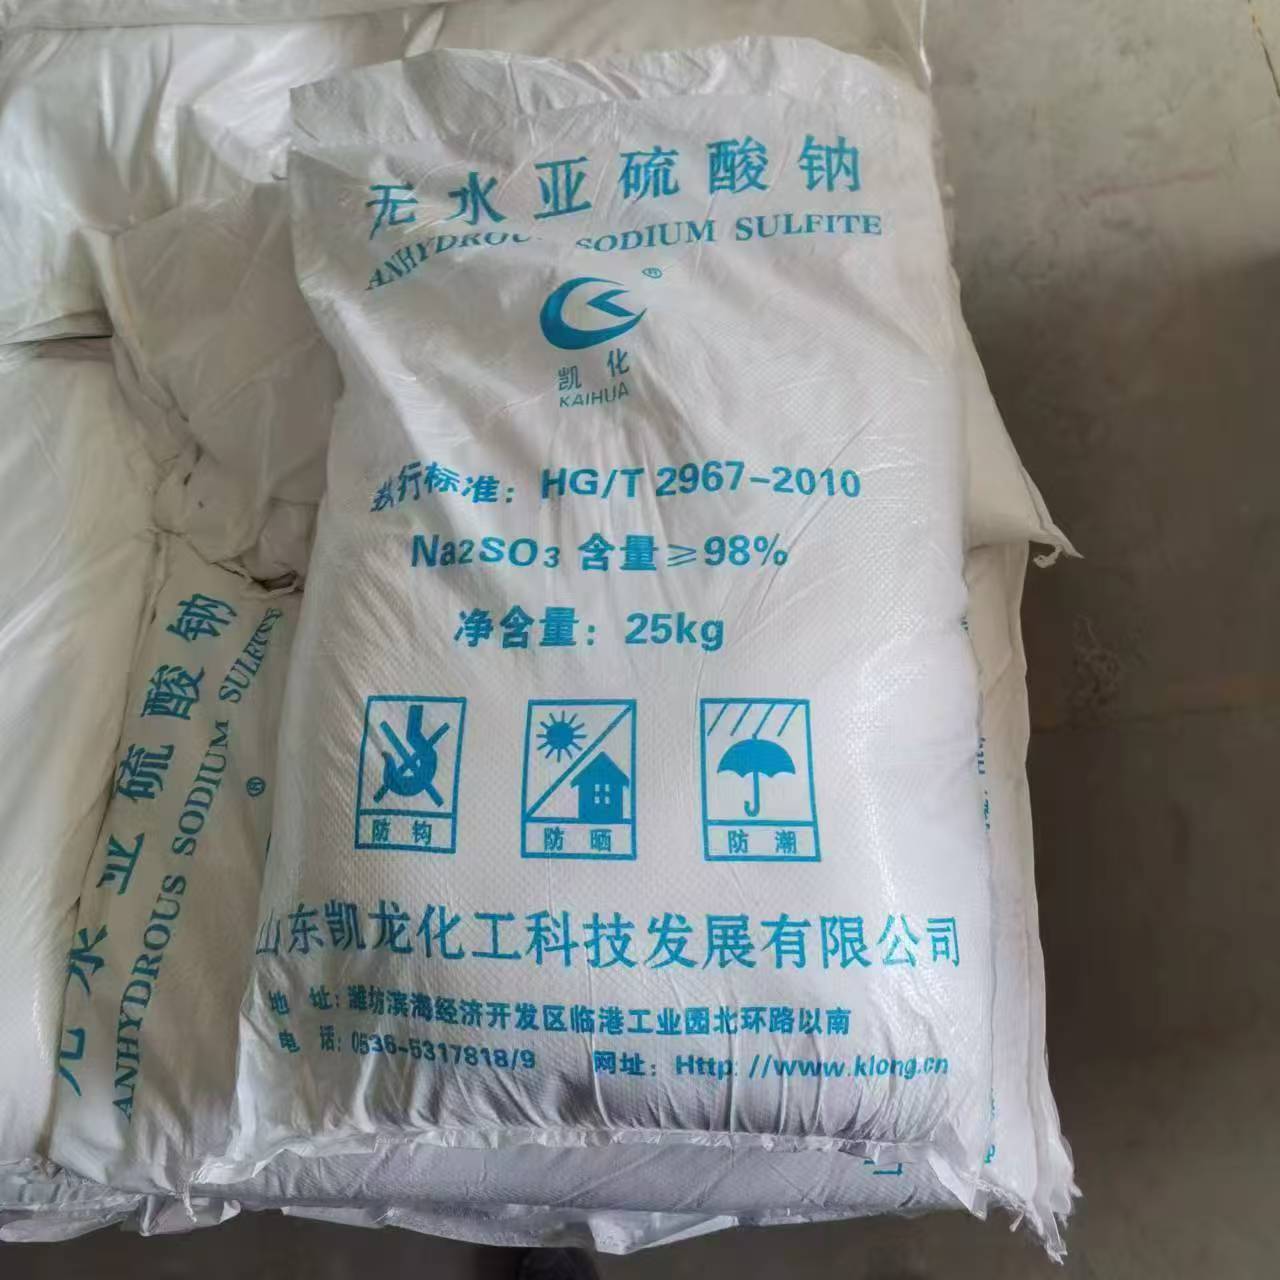 无水亚硫酸钠
ANHYDROUS SODIUM SULFITE
®
凯化
KAIHUA
执行标准：HG/T 2967-2010
Na2SO3 含量≥98%
净含量：25kg
防钩
防晒
防潮
山东凯龙化工科技发展有限公司
地址：潍坊滨海经济开发区临港工业园北环路以南
电话：0536-5317818/9 网址：Http://www.klong.cn
无水亚硫酸钠
ANHYDROUS SODIUM SULFITE
®